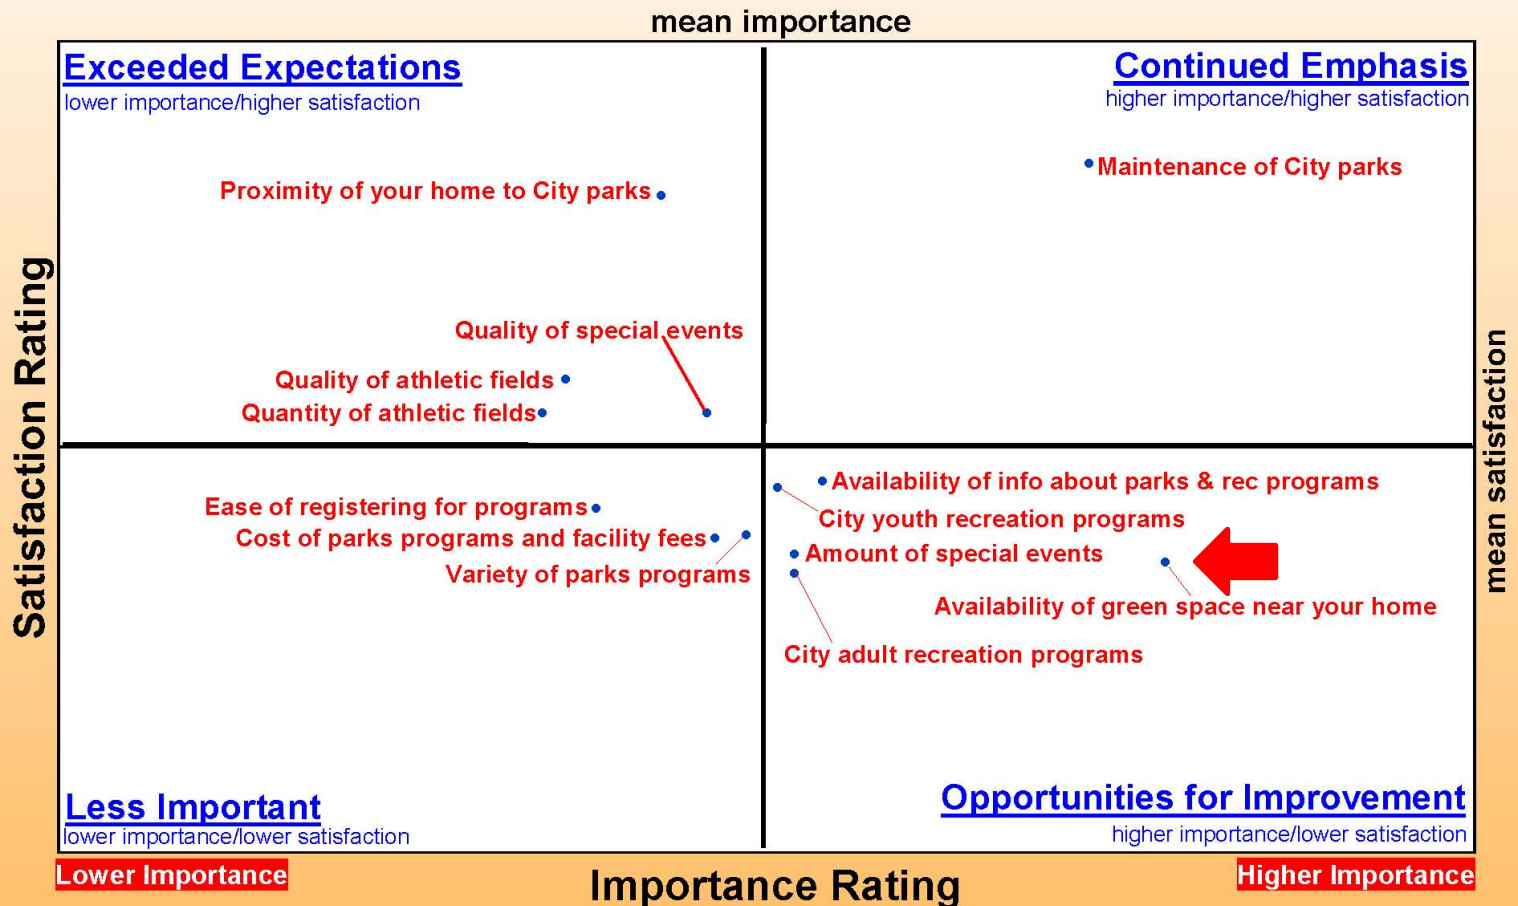 mean importance
Exceeded Expectations
lower importance/higher satisfaction
Continued Emphasis
higher importance/higher satisfaction
Maintenance of City parks
Proximity of your home to City parks
Quality of special events
Quality of athletic fields
Quantity of athletic fields
Satisfaction Rating
mean satisfaction
Availability of info about parks & rec programs
Ease of registering for programs
City youth recreation programs
Cost of parks programs and facility fees
Amount of special events
Variety of parks programs
Availability of green space near your home
City adult recreation programs
Less Important
lower importance/lower satisfaction
Opportunities for Improvement
higher importance/lower satisfaction
Lower Importance
Importance Rating
Higher Importance